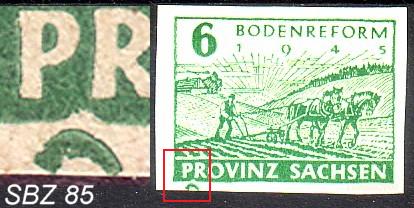 PR
SBZ 85
6 BODENREFORM
1945
PROVINZ SACHSEN